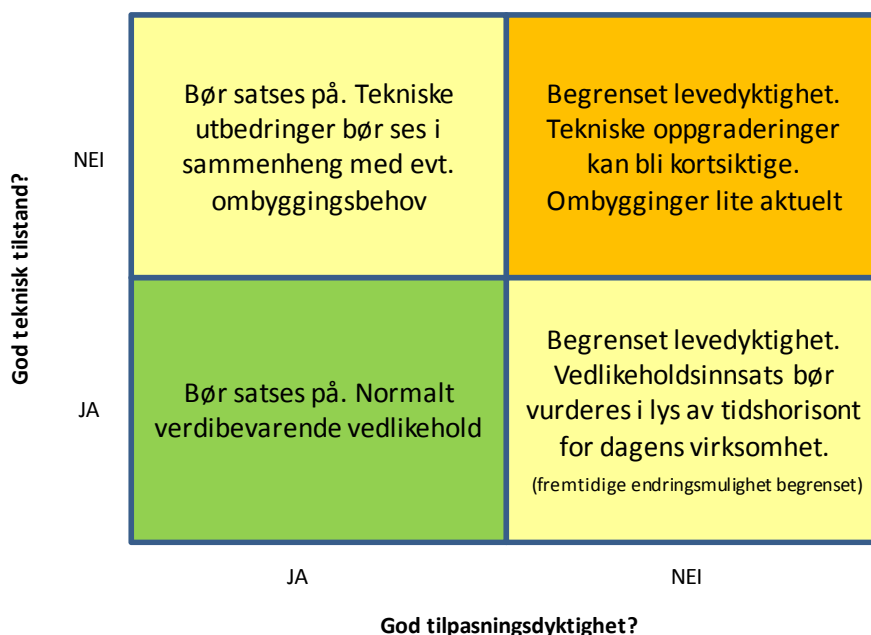 God teknisk tilstand?
NEI
Bør satses på. Tekniske
utbedringer bør ses i
sammenheng med evt.
ombyggingsbehov
Begrenset levedyktighet.
Tekniske oppgraderinger
kan bli kortsiktige.
Ombygginger lite aktuelt
JA
Bør satses på. Normalt
verdibevarende vedlikehold
Begrenset levedyktighet.
Vedlikeholdsinnsats bør
vurderes i lys av tidshorisont
for dagens virksomhet.
(fremtidige endringsmulighet begrenset)
JA
NEI
God tilpasningsdyktighet?